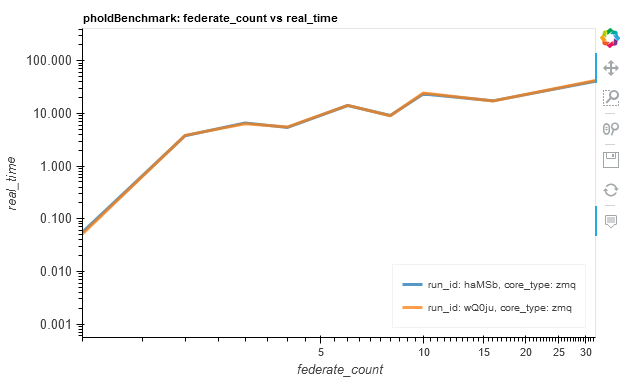 pholdBenchmark: federate_count vs real_time
100.000
10.000
1.000
0.100
0.010
0.001
real_time
run_id: haMSb, core_type: zmq
run_id: wQ0ju, core_type: zmq
5 10 15 20 25 30
federate_count